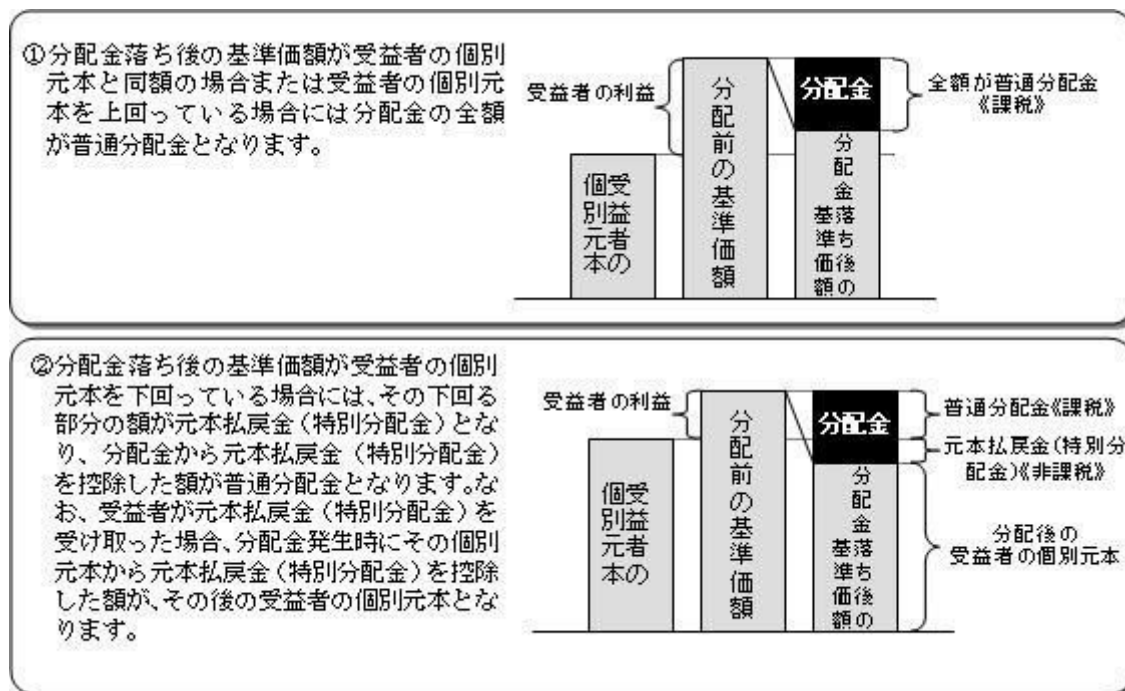 ①分配金落ち後の基準価額が受益者の個別
元本と同額の場合または受益者の個別元
本を上回っている場合には分配金の全額
が普通分配金となります。
受益者の利益
分配金
全額が普通分配金
《課税》
受益者の
個別元本
分配前の基準価額
分配金落ち後の
基準価額
②分配金落ち後の基準価額が受益者の個別
元本を下回っている場合には、その下回る
部分の額が元本払戻金（特別分配金）とな
り、分配金から元本払戻金（特別分配金）
を控除した額が普通分配金となります。な
お、受益者が元本払戻金（特別分配金）を
受け取った場合、分配金発生時にその個別
元本から元本払戻金（特別分配金）を控除
した額が、その後の受益者の個別元本とな
ります。
受益者の利益
分配金
普通分配金《課税》
元本払戻金（特別分
配金）《非課税》
受益者の
個別元本
分配前の基準価額
分配金落ち後の
基準価額
分配後の
受益者の個別元本